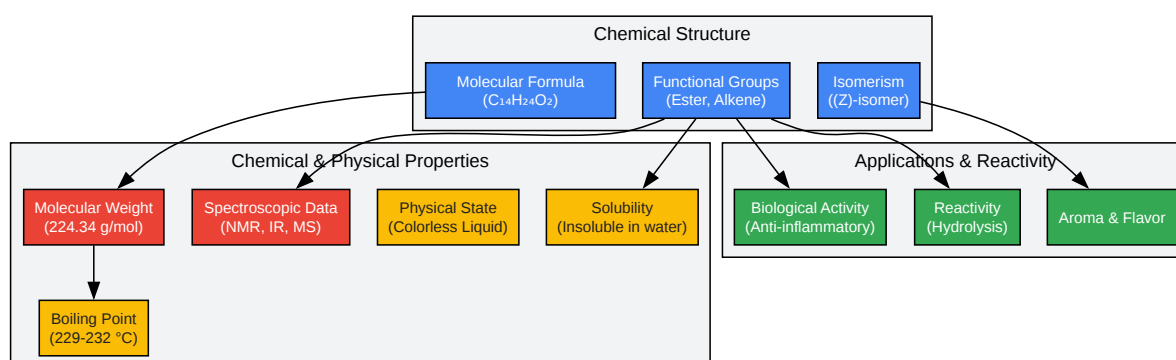 Chemical Structure
Molecular Formula
(C₁₄H₂₄O₂)
Functional Groups
(Ester, Alkene)
Isomerism
((Z)-isomer)
Chemical & Physical Properties
Molecular Weight
(224.34 g/mol)
Spectroscopic Data
(NMR, IR, MS)
Physical State
(Colorless Liquid)
Solubility
(Insoluble in water)
Boiling Point
(229-232 °C)
Applications & Reactivity
Biological Activity
(Anti-inflammatory)
Reactivity
(Hydrolysis)
Aroma & Flavor